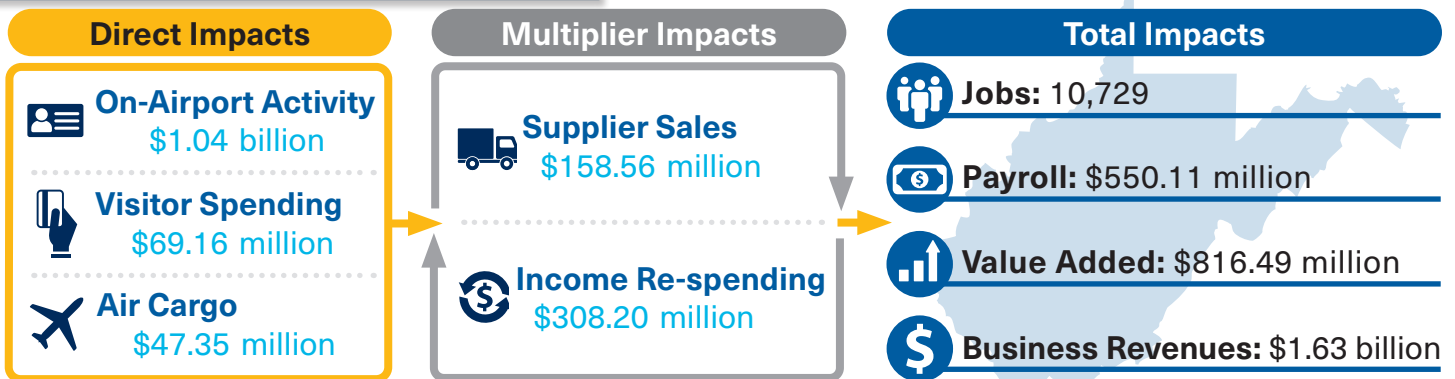 Direct Impacts
On-Airport Activity
$1.04 billion
Visitor Spending
$69.16 million
Air Cargo
$47.35 million
Multiplier Impacts
Supplier Sales
$158.56 million
Income Re-spending
$308.20 million
Total Impacts
Jobs: 10,729
Payroll: $550.11 million
Value Added: $816.49 million
Business Revenues: $1.63 billion